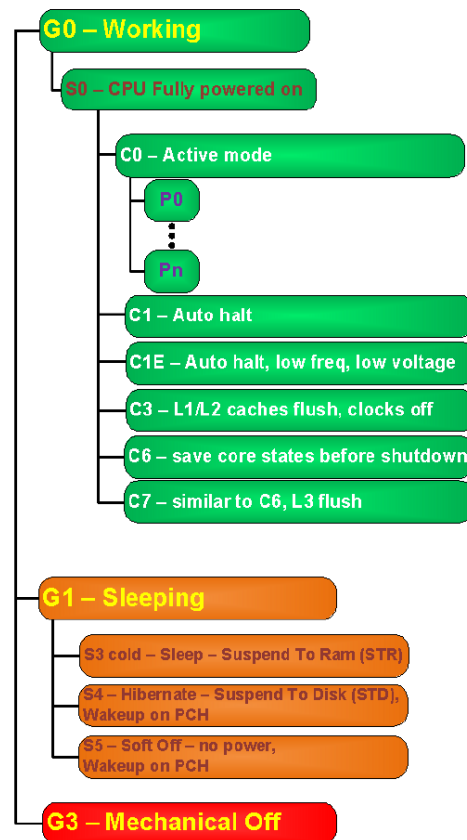 G0 – Working
S0 – CPU Fully powered on
C0 – Active mode
P0
Pn
C1 – Auto halt
C1E – Auto halt, low freq, low voltage
C3 – L1/L2 caches flush, clocks off
C6 – save core states before shutdown
C7 – similar to C6, L3 flush
G1 – Sleeping
S3 cold – Sleep – Suspend To Ram (STR)
S4 – Hibernate – Suspend To Disk (STD),
Wakeup on PCH
S5 – Soft Off – no power,
Wakeup on PCH
G3 – Mechanical Off